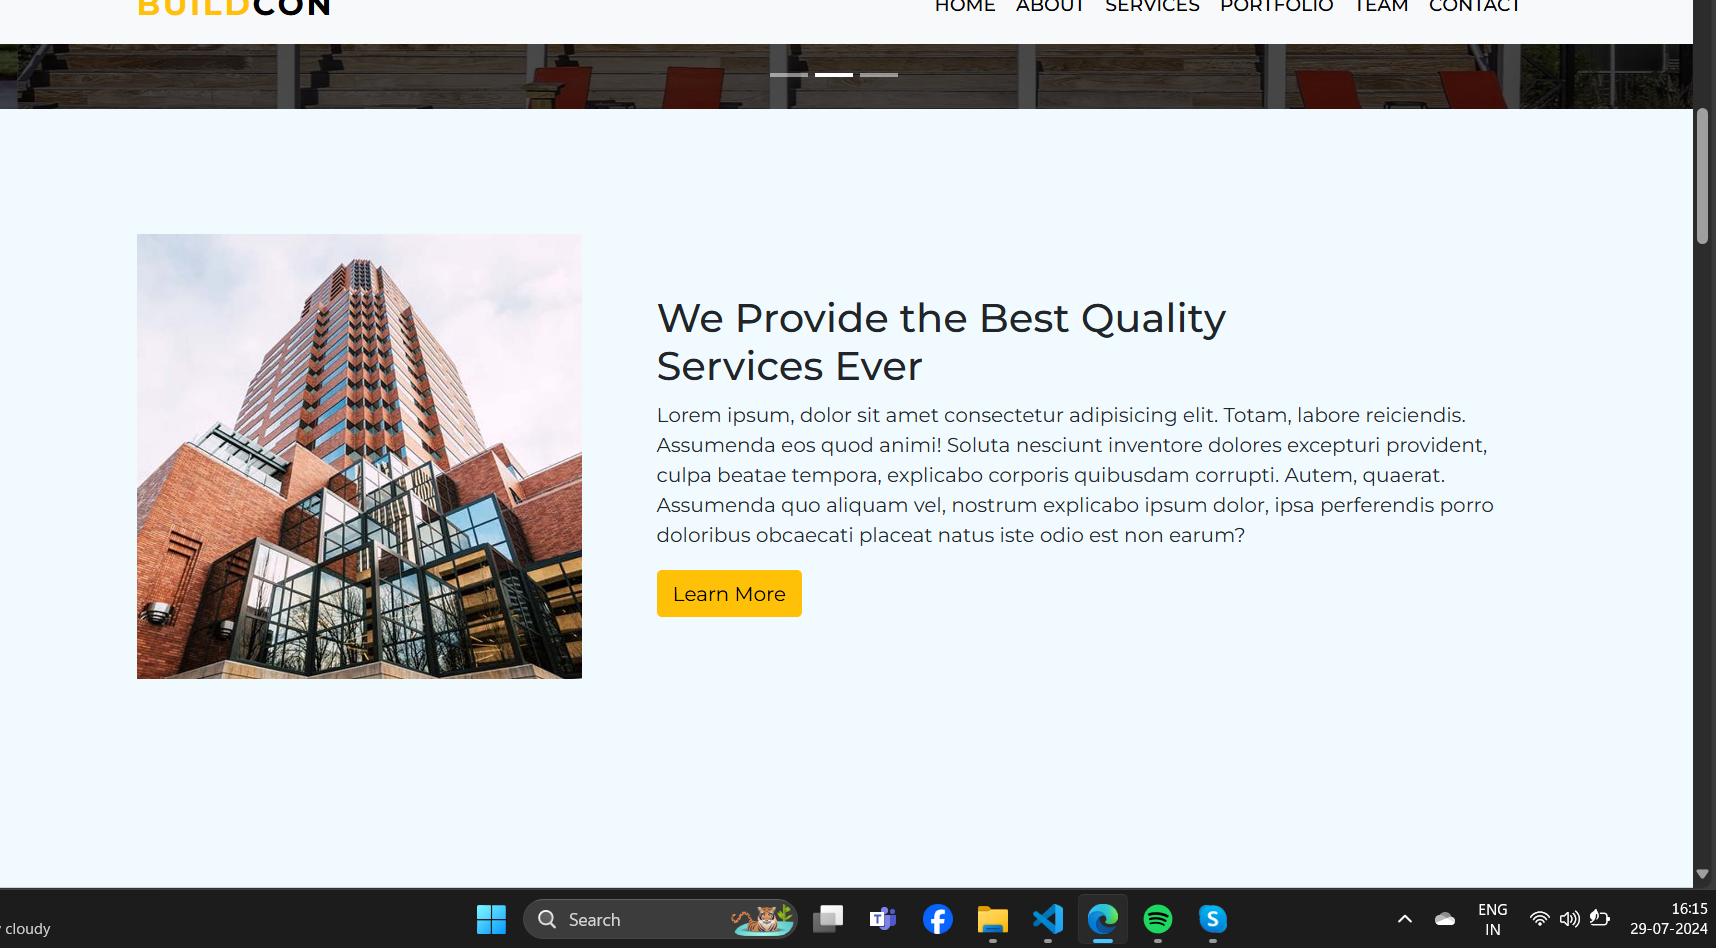 BUILDCON
HOME ABOUT SERVICES PORTFOLIO TEAM CONTACT
We Provide the Best Quality
Services Ever
Lorem ipsum, dolor sit amet consectetur adipisicing elit. Totam, labore reiciendis.
Assumenda eos quod animi! Soluta nesciunt inventore dolores excepturi provident,
culpa beatae tempora, explicabo corporis quibusdam corrupti. Autem, quaerat.
Assumenda quo aliquam vel, nostrum explicabo ipsum dolor, ipsa perferendis porro
doloribus obcaecati placeat natus iste odio est non earum?
Learn More
cloudy
Search
T
S
ENG
IN
16:15
29-07-2024